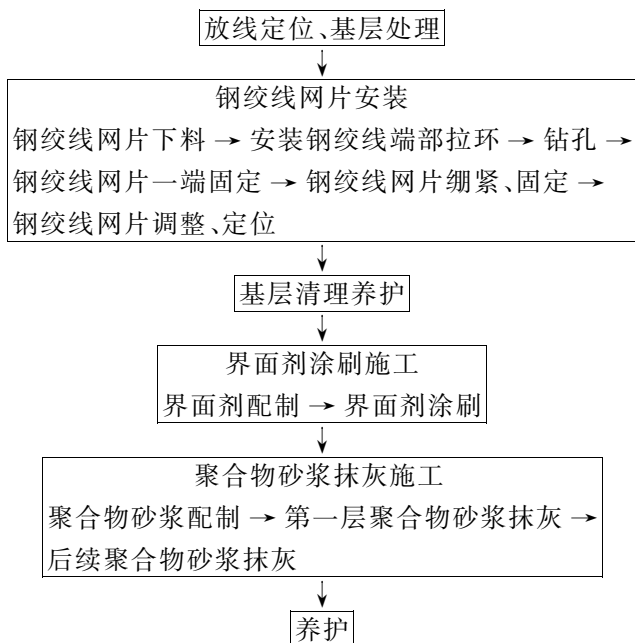 放线定位、基层处理
钢绞线网片安装
钢绞线网片下料 → 安装钢绞线端部拉环 → 钻孔 →
钢绞线网片一端固定 → 钢绞线网片绷紧、固定 →
钢绞线网片调整、定位
基层清理养护
界面剂涂刷施工
界面剂配制 → 界面剂涂刷
聚合物砂浆抹灰施工
聚合物砂浆配制 → 第一层聚合物砂浆抹灰 →
后续聚合物砂浆抹灰
养护